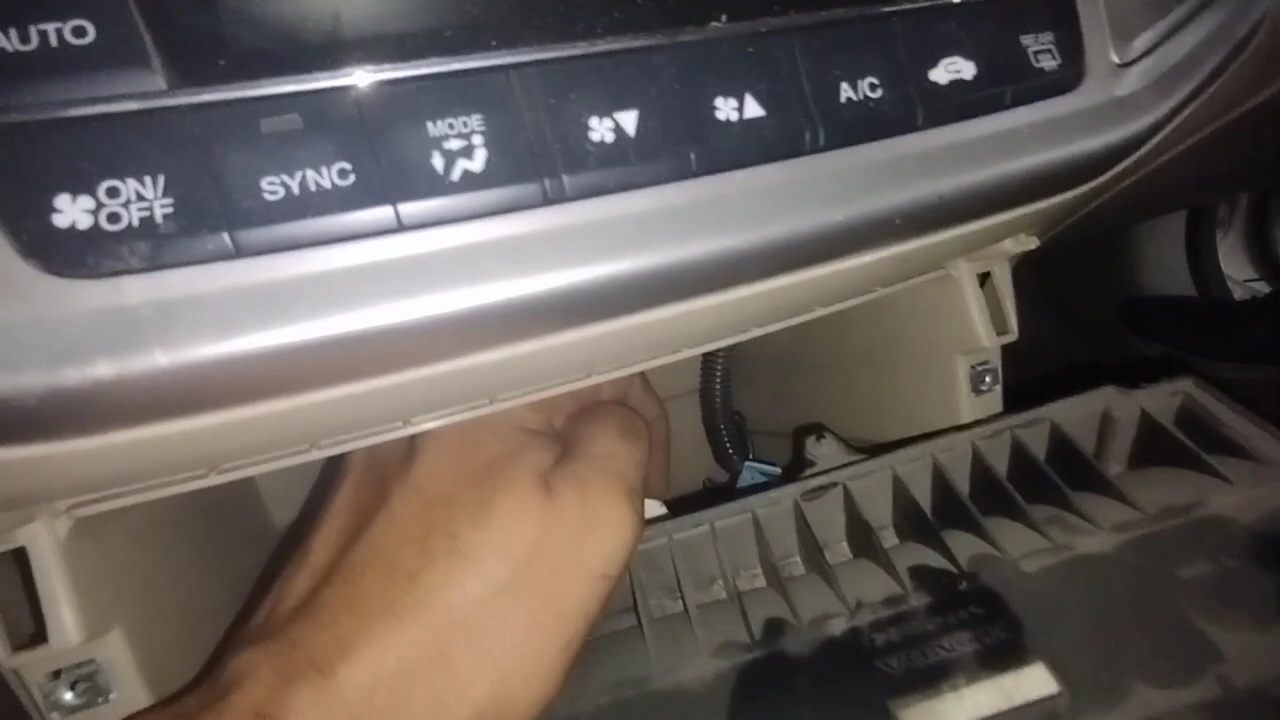 AUTO
ON/
OFF
SYNC
MODE
A/C
REAR